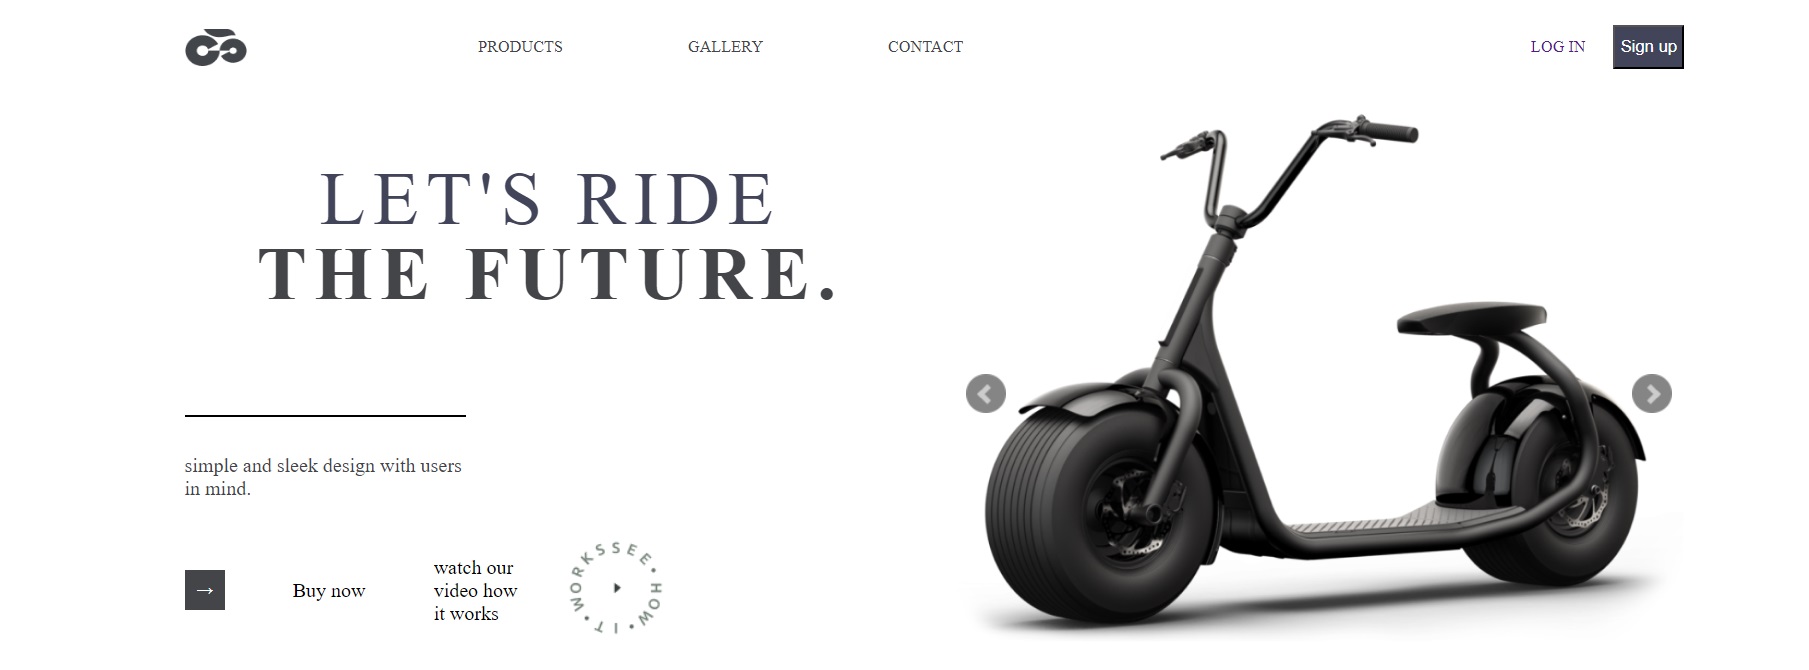 PRODUCTS GALLERY CONTACT LOG IN Sign up
LET'S RIDE
THE FUTURE.
simple and sleek design with users
in mind.
→ Buy now
watch our
video how
it works
SEE • HOW • IT • WORKS